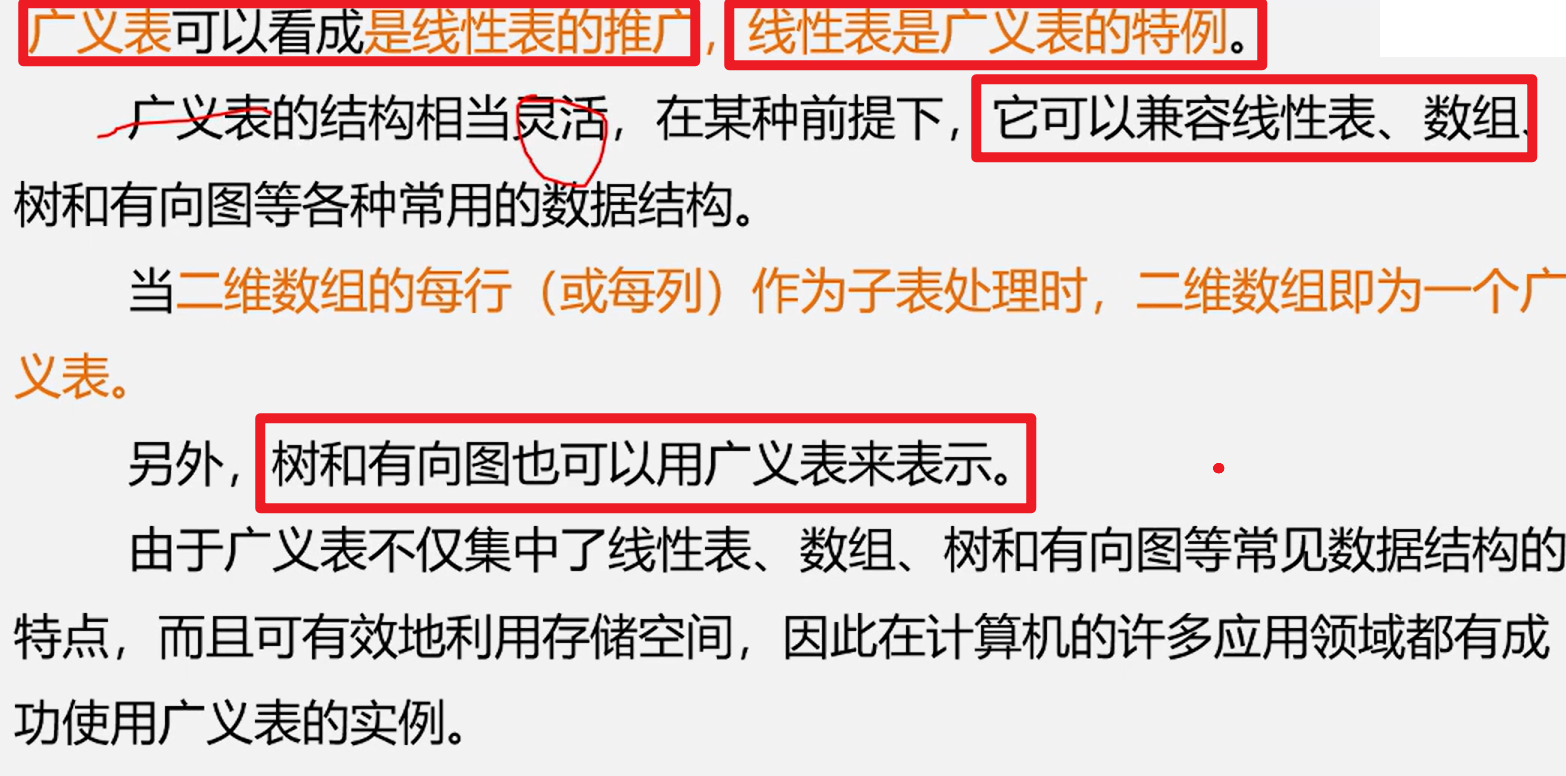 广义表可以看成是线性表的推广，线性表是广义表的特例。
广义表的结构相当灵活，在某种前提下，它可以兼容线性表、数组、
树和有向图等各种常用的数据结构。
当二维数组的每行（或每列）作为子表处理时，二维数组即为一个广
义表。
另外，树和有向图也可以用广义表来表示。
由于广义表不仅集中了线性表、数组、树和有向图等常见数据结构的
特点，而且可有效地利用存储空间，因此在计算机的许多应用领域都有成
功使用广义表的实例。